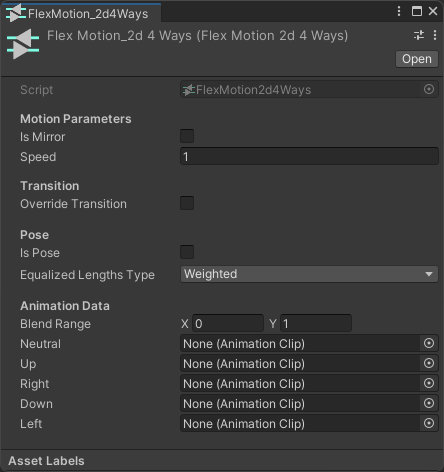 FlexMotion_2d4Ways
Flex Motion_2d 4 Ways (Flex Motion 2d 4 Ways)
Open
Script FlexMotion2d4Ways
Motion Parameters
Is Mirror
Speed 1
Transition
Override Transition
Pose
Is Pose
Equalized Lengths Type Weighted
Animation Data
Blend Range X 0 Y 1
Neutral None (Animation Clip)
Up None (Animation Clip)
Right None (Animation Clip)
Down None (Animation Clip)
Left None (Animation Clip)
Asset Labels